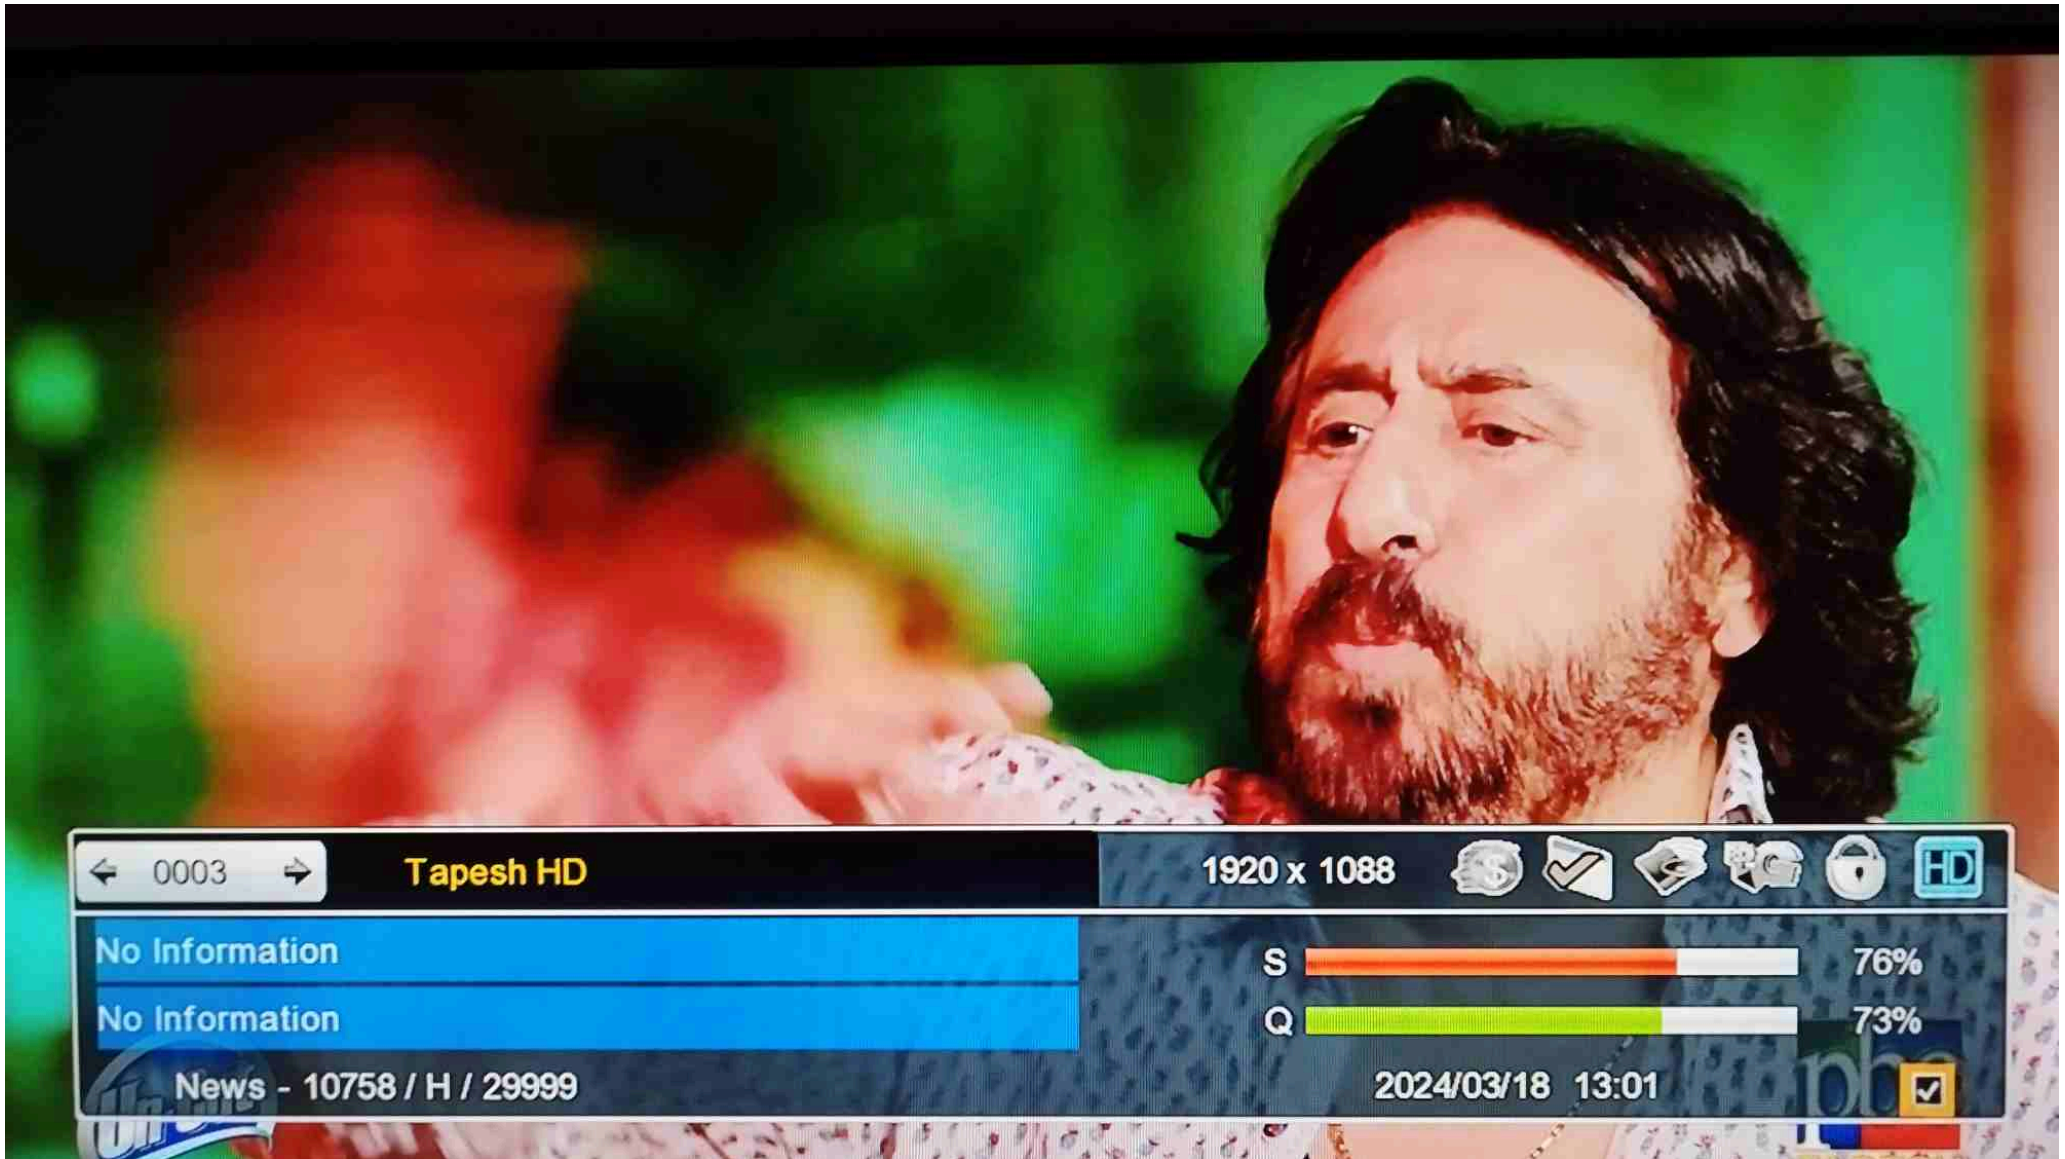 0003 Tapesh HD 1920 x 1088 HD
No Information
S 76%
No Information
Q 73%
News - 10758 / H / 29999 2024/03/18 13:01